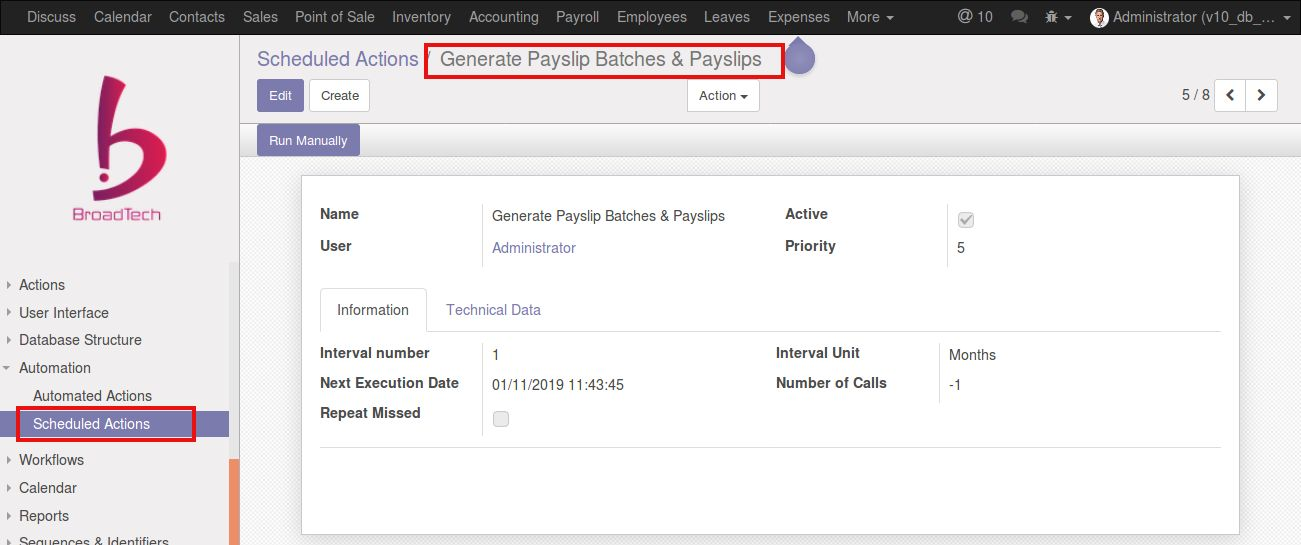 Discuss Calendar Contacts Sales Point of Sale Inventory Accounting Payroll Employees Leaves Expenses More @ 10 Administrator (v10_db_...
Scheduled Actions / Generate Payslip Batches & Payslips
Edit Create Action 5 / 8
Run Manually
BroadTech
Actions
User Interface
Database Structure
Automation
Automated Actions
Scheduled Actions
Workflows
Calendar
Reports
Sequences & Identifiers
Name Generate Payslip Batches & Payslips Active
User Administrator Priority 5
Information Technical Data
Interval number 1 Interval Unit Months
Next Execution Date 01/11/2019 11:43:45 Number of Calls -1
Repeat Missed